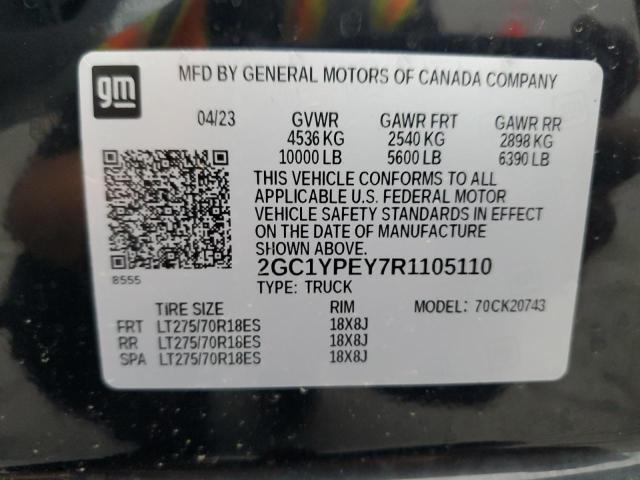 gm
MFD BY GENERAL MOTORS OF CANADA COMPANY
04/23 GVWR GAWR FRT GAWR RR
4536 KG 2540 KG 2898 KG
10000 LB 5600 LB 6390 LB
THIS VEHICLE CONFORMS TO ALL
APPLICABLE U.S. FEDERAL MOTOR
VEHICLE SAFETY STANDARDS IN EFFECT
ON THE DATE OF MANUFACTURE
SHOWN ABOVE.
8555
2GC1YPEY7R1105110
TYPE: TRUCK
TIRE SIZE RIM MODEL: 70CK20743
FRT LT275/70R18ES 18X8J
RR LT275/70R18ES 18X8J
SPA LT275/70R18ES 18X8J